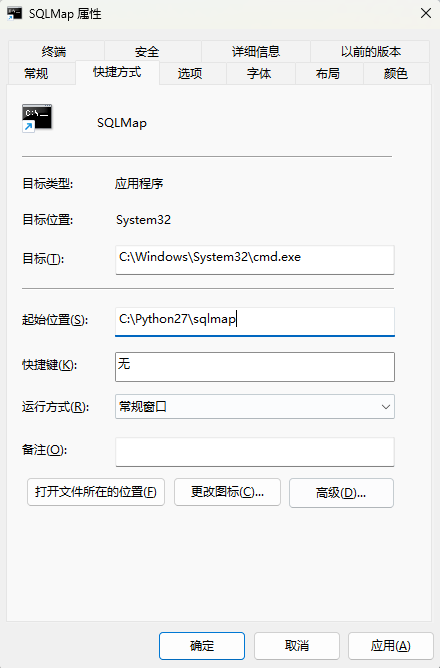 SQLMap 属性
终端 安全 详细信息 以前的版本
常规 快捷方式 选项 字体 布局 颜色
C:\_
SQLMap
目标类型: 应用程序
目标位置: System32
目标(T): C:\Windows\System32\cmd.exe
起始位置(S): C:\Python27\sqlmap
快捷键(K): 无
运行方式(R): 常规窗口
备注(O):
打开文件所在的位置(F) 更改图标(C)... 高级(D)...
确定 取消 应用(A)